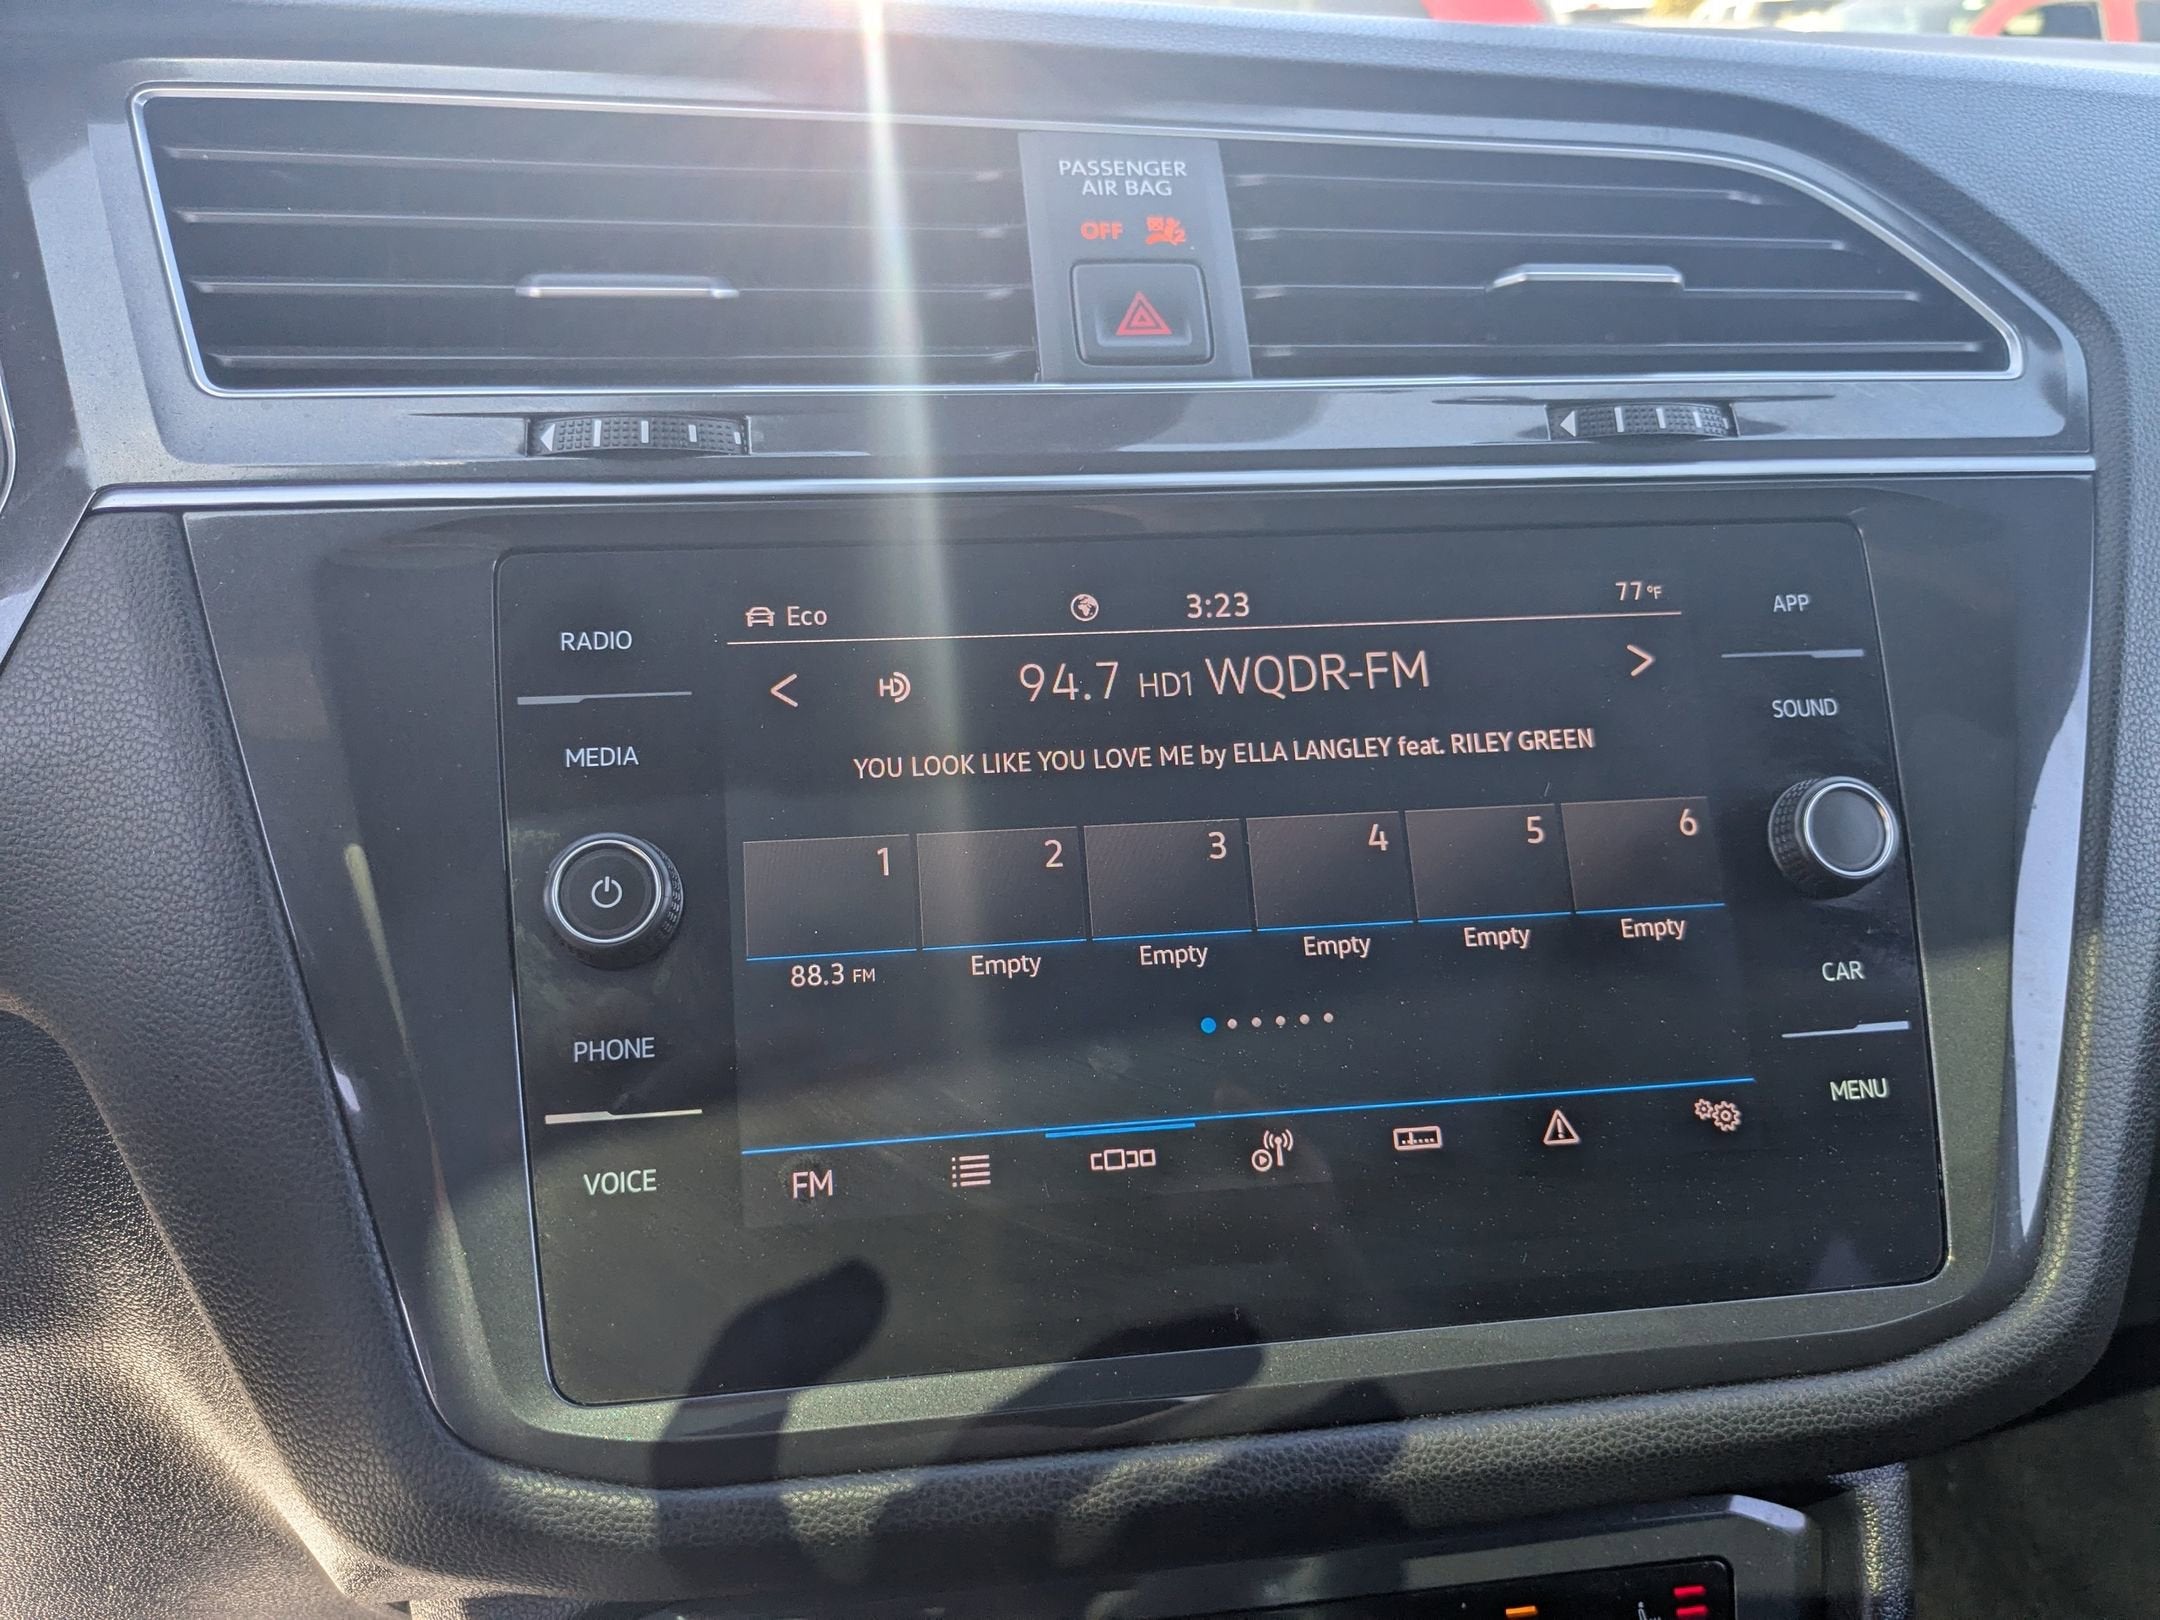 PASSENGER
AIR BAG
OFF
Eco
3:23
77°F
RADIO
APP
94.7 HD1 WQDR-FM
SOUND
MEDIA
YOU LOOK LIKE YOU LOVE ME by ELLA LANGLEY feat. RILEY GREEN
1 2 3 4 5 6
88.3 FM Empty Empty Empty Empty Empty
CAR
PHONE
MENU
VOICE
FM